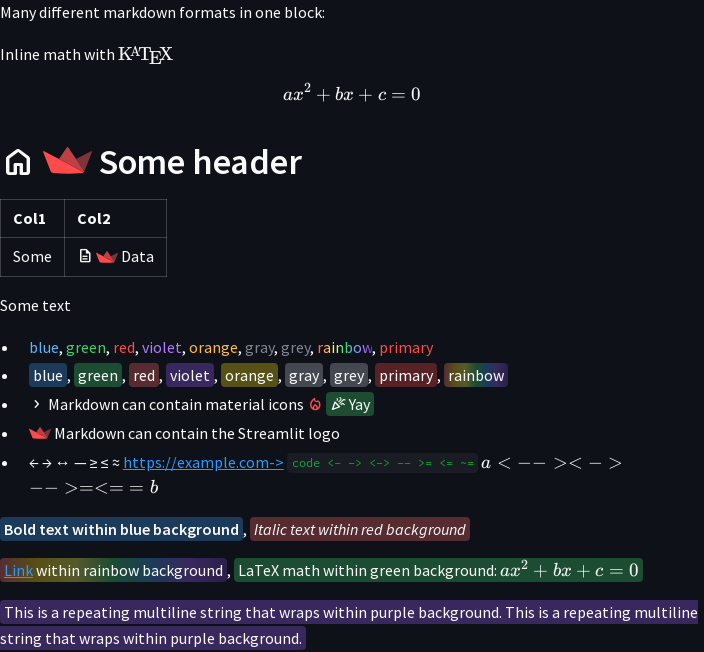 Many different markdown formats in one block:
Inline math with KATEX
ax² + bx + c = 0
Some header
Col1 Col2
Some Data
Some text
blue, green, red, violet, orange, gray, grey, rainbow, primary
blue, green, red, violet, orange, gray, grey, primary, rainbow
Markdown can contain material icons Yay
Markdown can contain the Streamlit logo
← → ↔ — ≥ ≤ ≈ https://example.com-> code <- -> <-> -- >= <= ~= a < −− >< − >
−− >=<= = b
Bold text within blue background, Italic text within red background
Link within rainbow background, LaTeX math within green background: ax² + bx + c = 0
This is a repeating multiline string that wraps within purple background. This is a repeating multiline
string that wraps within purple background.